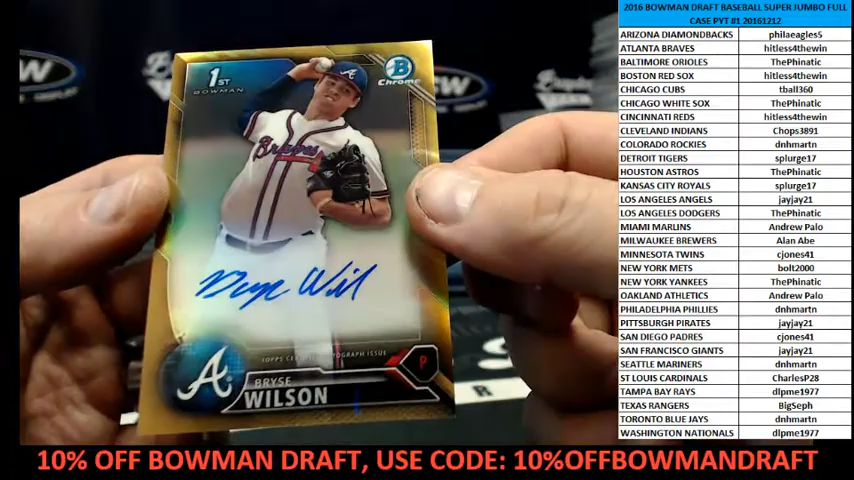 2016 BOWMAN DRAFT BASEBALL SUPER JUMBO FULL
CASE PYT #1 20161212
ARIZONA DIAMONDBACKS philaeagles5
ATLANTA BRAVES hitless4thewin
BALTIMORE ORIOLES ThePhinatic
BOSTON RED SOX hitless4thewin
CHICAGO CUBS tball360
CHICAGO WHITE SOX ThePhinatic
CINCINNATI REDS hitless4thewin
CLEVELAND INDIANS Chops3891
COLORADO ROCKIES dnhmartn
DETROIT TIGERS splurge17
HOUSTON ASTROS ThePhinatic
KANSAS CITY ROYALS splurge17
LOS ANGELES ANGELS jayjay21
LOS ANGELES DODGERS ThePhinatic
MIAMI MARLINS Andrew Palo
MILWAUKEE BREWERS Alan Abe
MINNESOTA TWINS cjones41
NEW YORK METS bolt2000
NEW YORK YANKEES ThePhinatic
OAKLAND ATHLETICS Andrew Palo
PHILADELPHIA PHILLIES dnhmartn
PITTSBURGH PIRATES jayjay21
SAN DIEGO PADRES cjones41
SAN FRANCISCO GIANTS jayjay21
SEATTLE MARINERS dnhmartn
ST LOUIS CARDINALS CharlesP28
TAMPA BAY RAYS dlpme1977
TEXAS RANGERS BigSeph
TORONTO BLUE JAYS dnhmartn
WASHINGTON NATIONALS dlpme1977
1ST
BOWMAN
B
Chrome
A
Braves
TOPPS CERTIFIED AUTOGRAPH ISSUE
P
A
BRYSE
WILSON
10% OFF BOWMAN DRAFT, USE CODE: 10%OFFBOWMANDRAFT